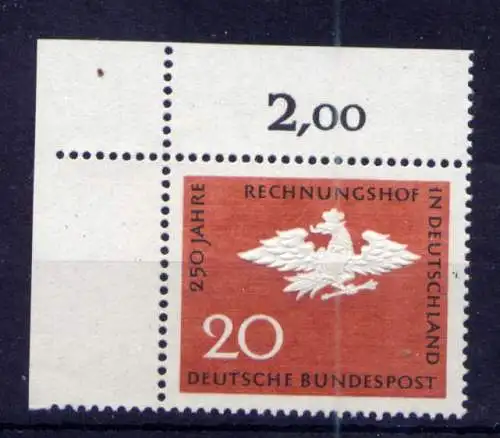 2,00
250 JAHRE
RECHNUNGSHOF
IN DEUTSCHLAND
20
DEUTSCHE BUNDESPOST